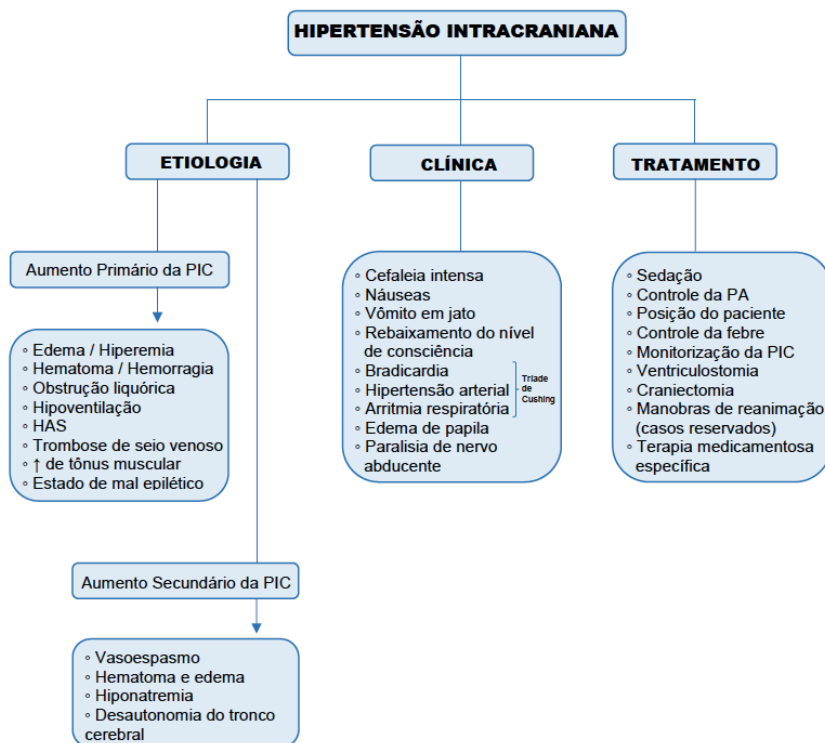 HIPERTENSÃO INTRACRANIANA
ETIOLOGIA
CLÍNICA
TRATAMENTO
Aumento Primário da PIC
◦ Edema / Hiperemia
◦ Hematoma / Hemorragia
◦ Obstrução liquórica
◦ Hipoventilação
◦ HAS
◦ Trombose de seio venoso
◦ ↑ de tônus muscular
◦ Estado de mal epilético
Aumento Secundário da PIC
◦ Vasoespasmo
◦ Hematoma e edema
◦ Hiponatremia
◦ Desautonomia do tronco
cerebral
◦ Cefaleia intensa
◦ Náuseas
◦ Vômito em jato
◦ Rebaixamento do nível
de consciência
◦ Bradicardia
◦ Hipertensão arterial
◦ Arritmia respiratória
Tríade
de
Cushing
◦ Edema de papila
◦ Paralisia de nervo
abducente
◦ Sedação
◦ Controle da PA
◦ Posição do paciente
◦ Controle da febre
◦ Monitorização da PIC
◦ Ventriculostomia
◦ Craniectomia
◦ Manobras de reanimação
(casos reservados)
◦ Terapia medicamentosa
específica